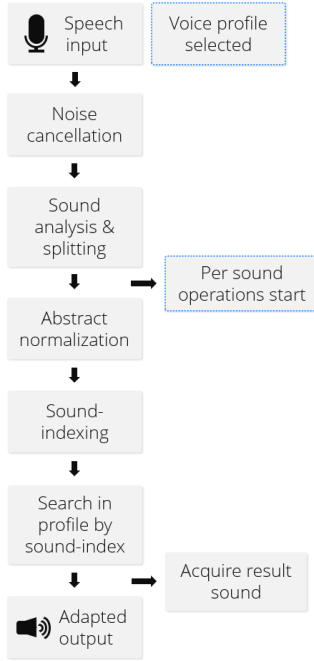 Speech
input
Voice profile
selected
Noise
cancellation
Sound
analysis &
splitting
Per sound
operations start
Abstract
normalization
Sound-
indexing
Search in
profile by
sound-index
Acquire result
sound
Adapted
output